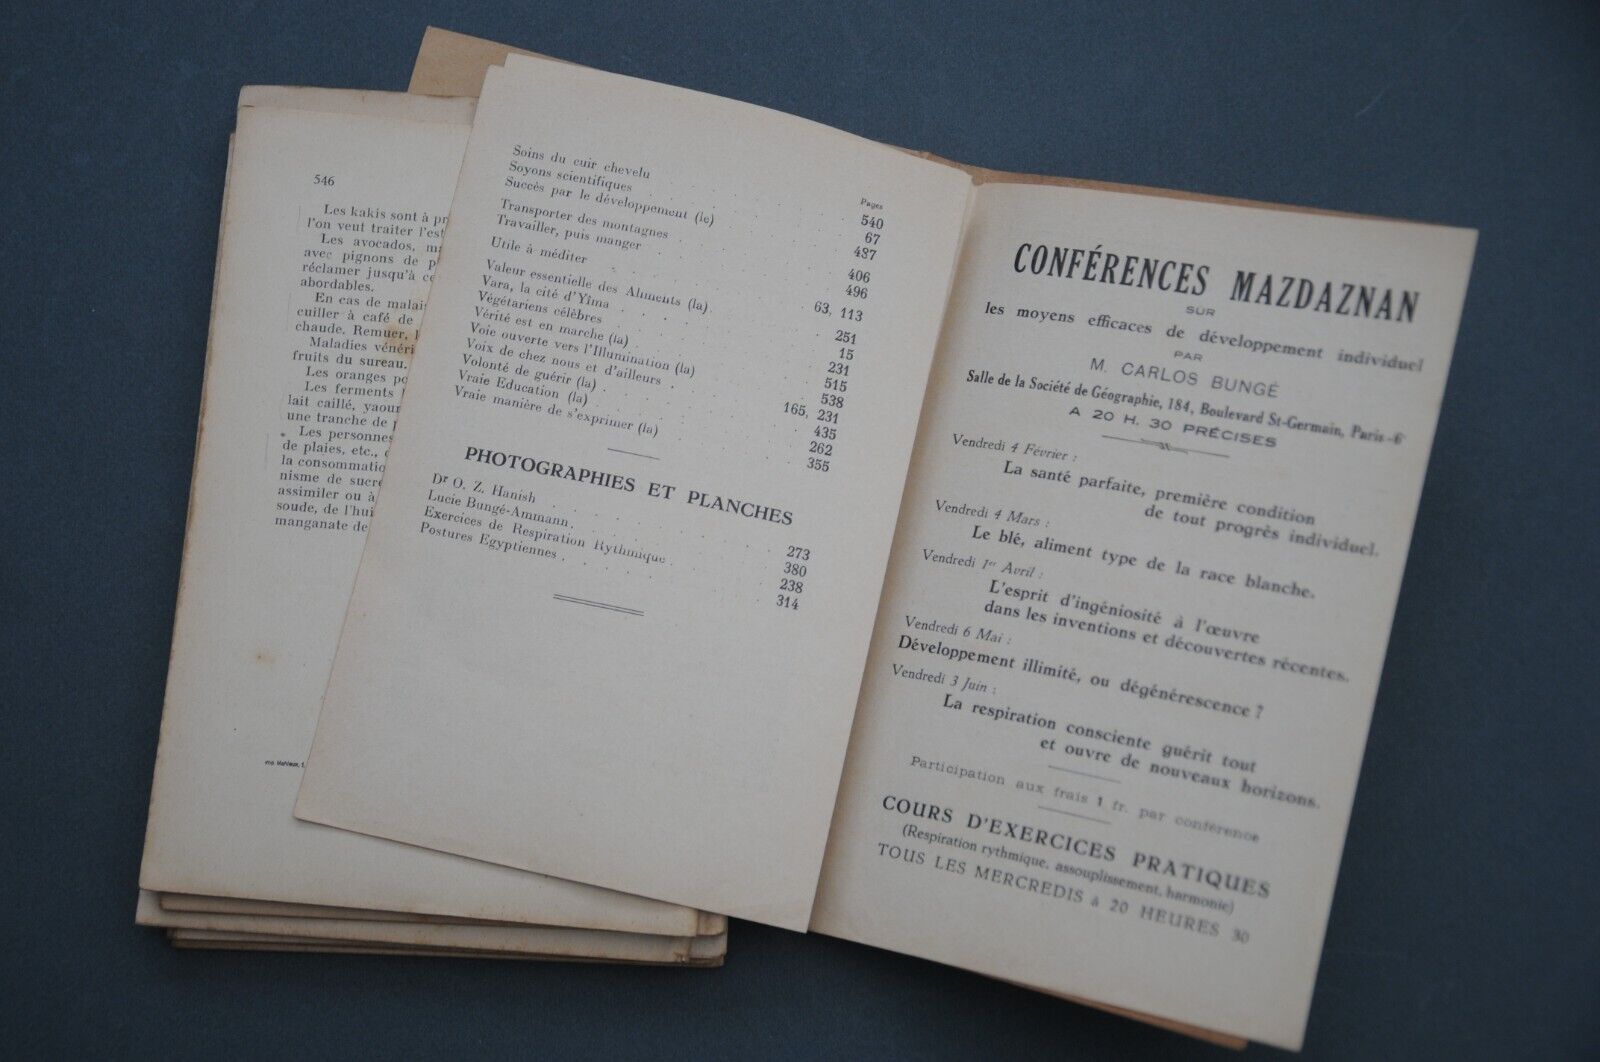 546
Les kakis sont à
l'on veut traiter
Les avocados,
avec pignons de
réclamer jusqu'à
abordables.
En cas de
cuiller à café de
chaude. Remuer,
Maladies
fruits du sureau.
Les oranges
Les ferments
lait caillé,
une tranche de
Les personnes
de plaies, etc.,
la
nisme de
assimiler ou à
soude, de
manganate de
Pages
Soins du cuir chevelu 540
Soyons scientifiques 67
Succès par le développement (le) 487
Transporter des montagnes 406
Travailler, puis manger 496
Utile à méditer 63, 113
Valeur essentielle des Aliments (la) 251
Vara, la cité d'Yima 15
Végétariens célèbres 231
Vérité est en marche (la) 515
Voie ouverte vers l'Illumination (la) 538
Voix de chez nous et d'ailleurs 165, 231
Volonté de guérir (la) 435
Vraie Education (la) 262
Vraie manière de s'exprimer (la) 355
PHOTOGRAPHIES ET PLANCHES
Dr O. Z. Hanish 273
Lucie Bungé-Ammann 380
Exercices de Respiration Rythmique 238
Postures Egyptiennes 314
CONFÉRENCES MAZDAZNAN
SUR
les moyens efficaces de développement individuel
PAR
M. CARLOS BUNGÉ
Salle de la Société de Géographie, 184, Boulevard St-Germain, Paris-6e
A 20 H. 30 PRÉCISES
Vendredi 4 Février :
La santé parfaite, première condition
de tout progrès individuel.
Vendredi 4 Mars :
Le blé, aliment type de la race blanche.
Vendredi 1er Avril :
L'esprit d'ingéniosité à l'œuvre
dans les inventions et découvertes récentes.
Vendredi 6 Mai :
Développement illimité, ou dégénérescence ?
Vendredi 3 Juin :
La respiration consciente guérit tout
et ouvre de nouveaux horizons.
Participation aux frais 1 fr. par conférence
COURS D'EXERCICES PRATIQUES
(Respiration rythmique, assouplissement, harmonie)
TOUS LES MERCREDIS à 20 HEURES 30